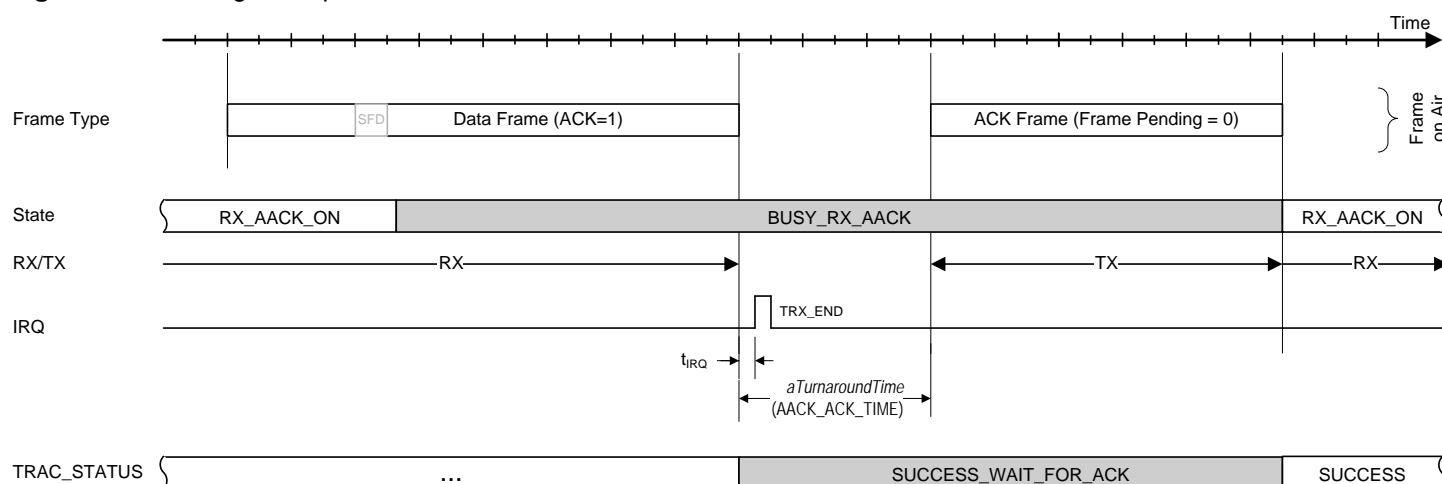 Time
Frame Type
SFD
Data Frame (ACK=1)
ACK Frame (Frame Pending = 0)
Frame
on Air
State
RX_AACK_ON
BUSY_RX_AACK
RX_AACK_ON
RX/TX
RX
TX
RX
IRQ
TRX_END
tIRQ
aTurnaroundTime
(AACK_ACK_TIME)
TRAC_STATUS
...
SUCCESS_WAIT_FOR_ACK
SUCCESS